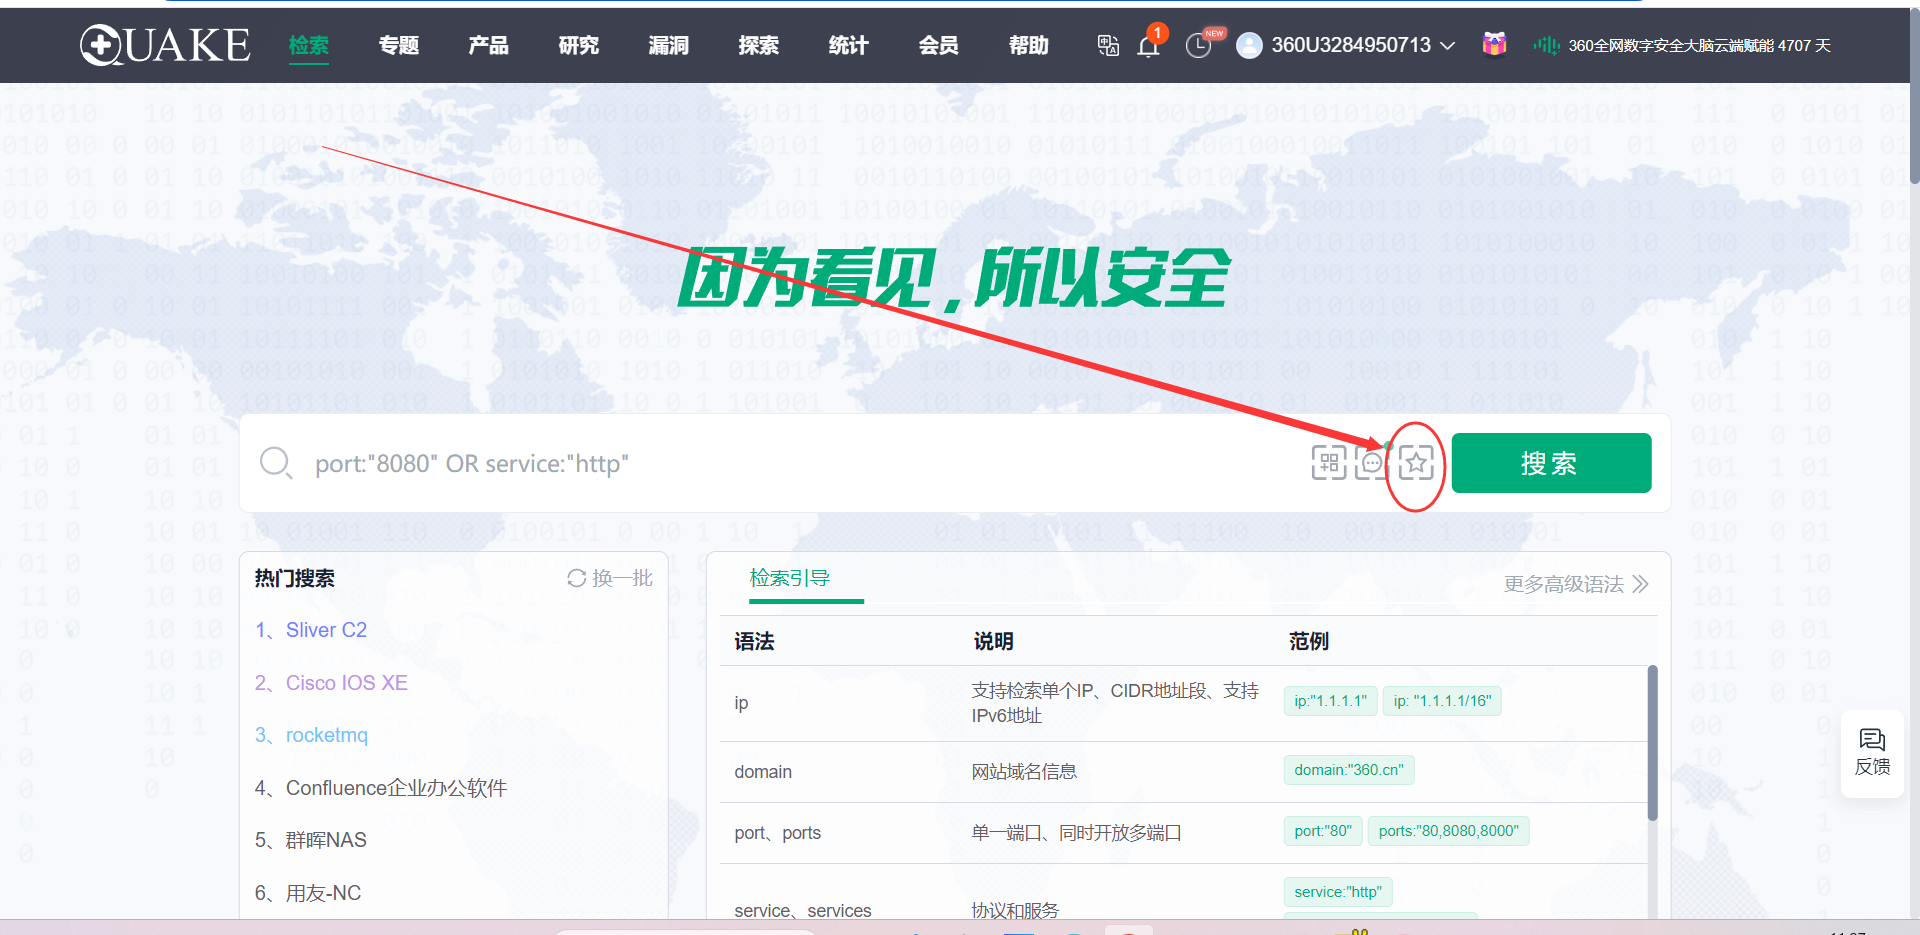 QUAKE
检索 专题 产品 研究 漏洞 探索 统计 会员 帮助 1 NEW 360U3284950713 360全网数字安全大脑云端赋能 4707 天
因为看见,所以安全
port:"8080" OR service:"http"
搜索
热门搜索 换一批
1、Sliver C2
2、Cisco IOS XE
3、rocketmq
4、Confluence企业办公软件
5、群晖NAS
6、用友-NC
检索引导 更多高级语法
语法 说明 范例
ip 支持检索单个IP、CIDR地址段、支持IPv6地址 ip:"1.1.1.1" ip: "1.1.1.1/16"
domain 网站域名信息 domain:"360.cn"
port、ports 单一端口、同时开放多端口 port:"80" ports:"80,8080,8000"
service、services 协议和服务 service:"http"
反馈